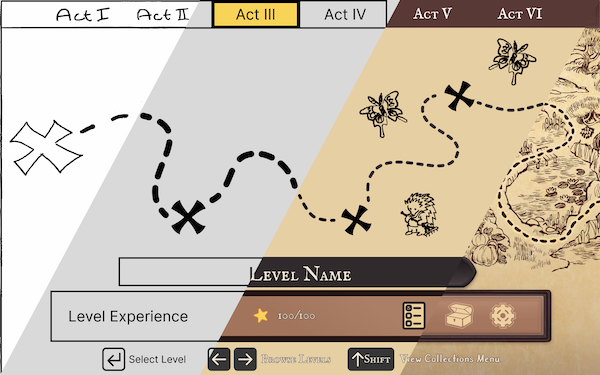 Act I Act II Act III Act IV Act V Act VI
Level Name
Level Experience 100/100
Select Level Browse Levels Shift View Collections Menu